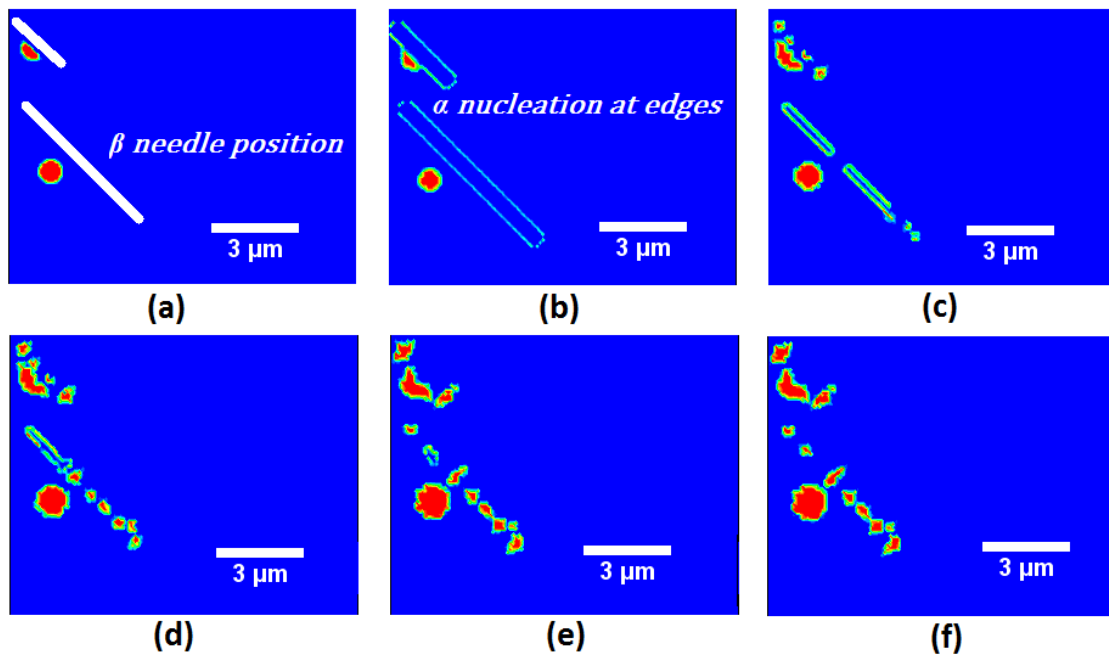 β needle position
3 μm
(a)
α nucleation at edges
3 μm
(b)
3 μm
(c)
3 μm
(d)
3 μm
(e)
3 μm
(f)